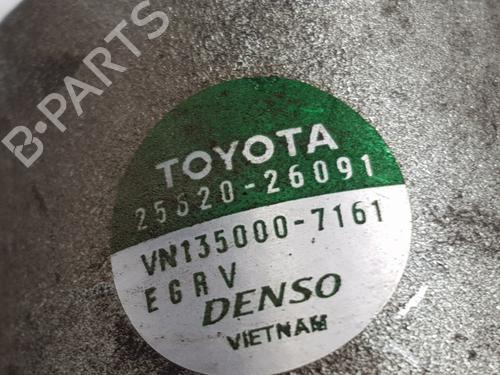 B-PARTS
TOYOTA
25620-26091
VN135000-7161
EGRV
DENSO
VIETNAM